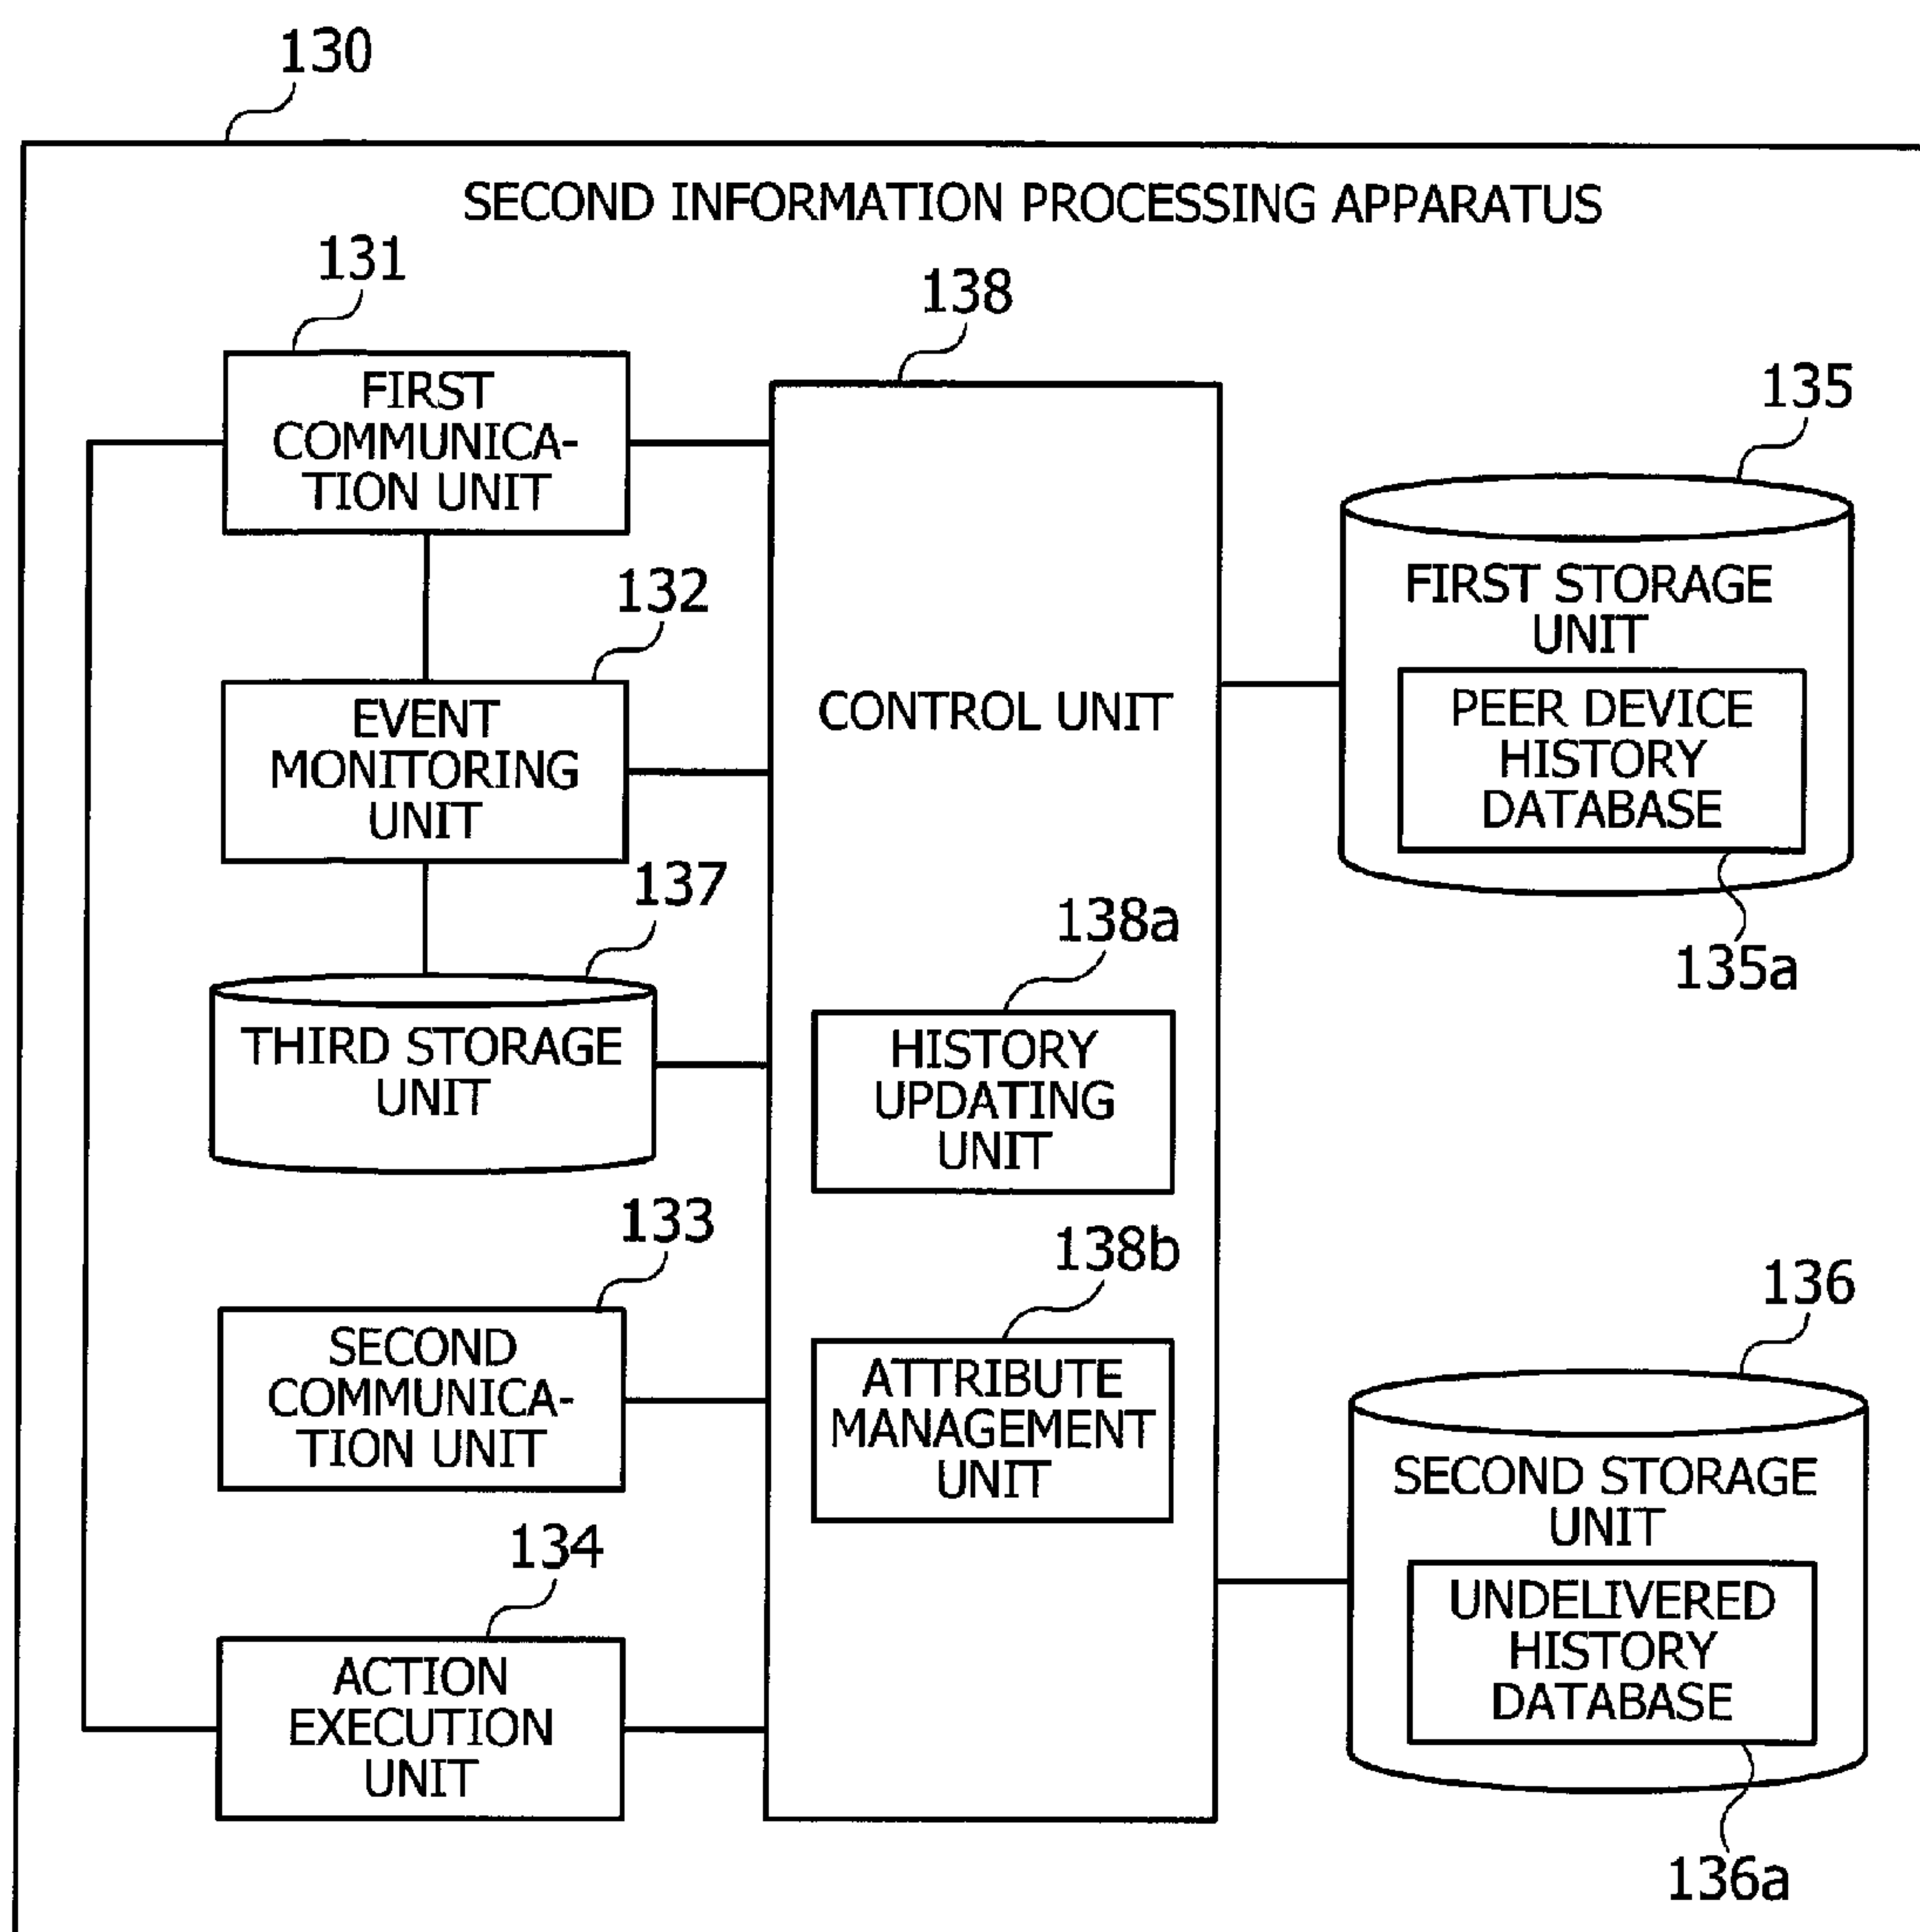 130
SECOND INFORMATION PROCESSING APPARATUS
131
FIRST
COMMUNICA-
TION UNIT
132
EVENT
MONITORING
UNIT
137
THIRD STORAGE
UNIT
133
SECOND
COMMUNICA-
TION UNIT
134
ACTION
EXECUTION
UNIT
138
CONTROL UNIT
138a
HISTORY
UPDATING
UNIT
138b
ATTRIBUTE
MANAGEMENT
UNIT
135
FIRST STORAGE
UNIT
PEER DEVICE
HISTORY
DATABASE
135a
136
SECOND STORAGE
UNIT
UNDELIVERED
HISTORY
DATABASE
136a